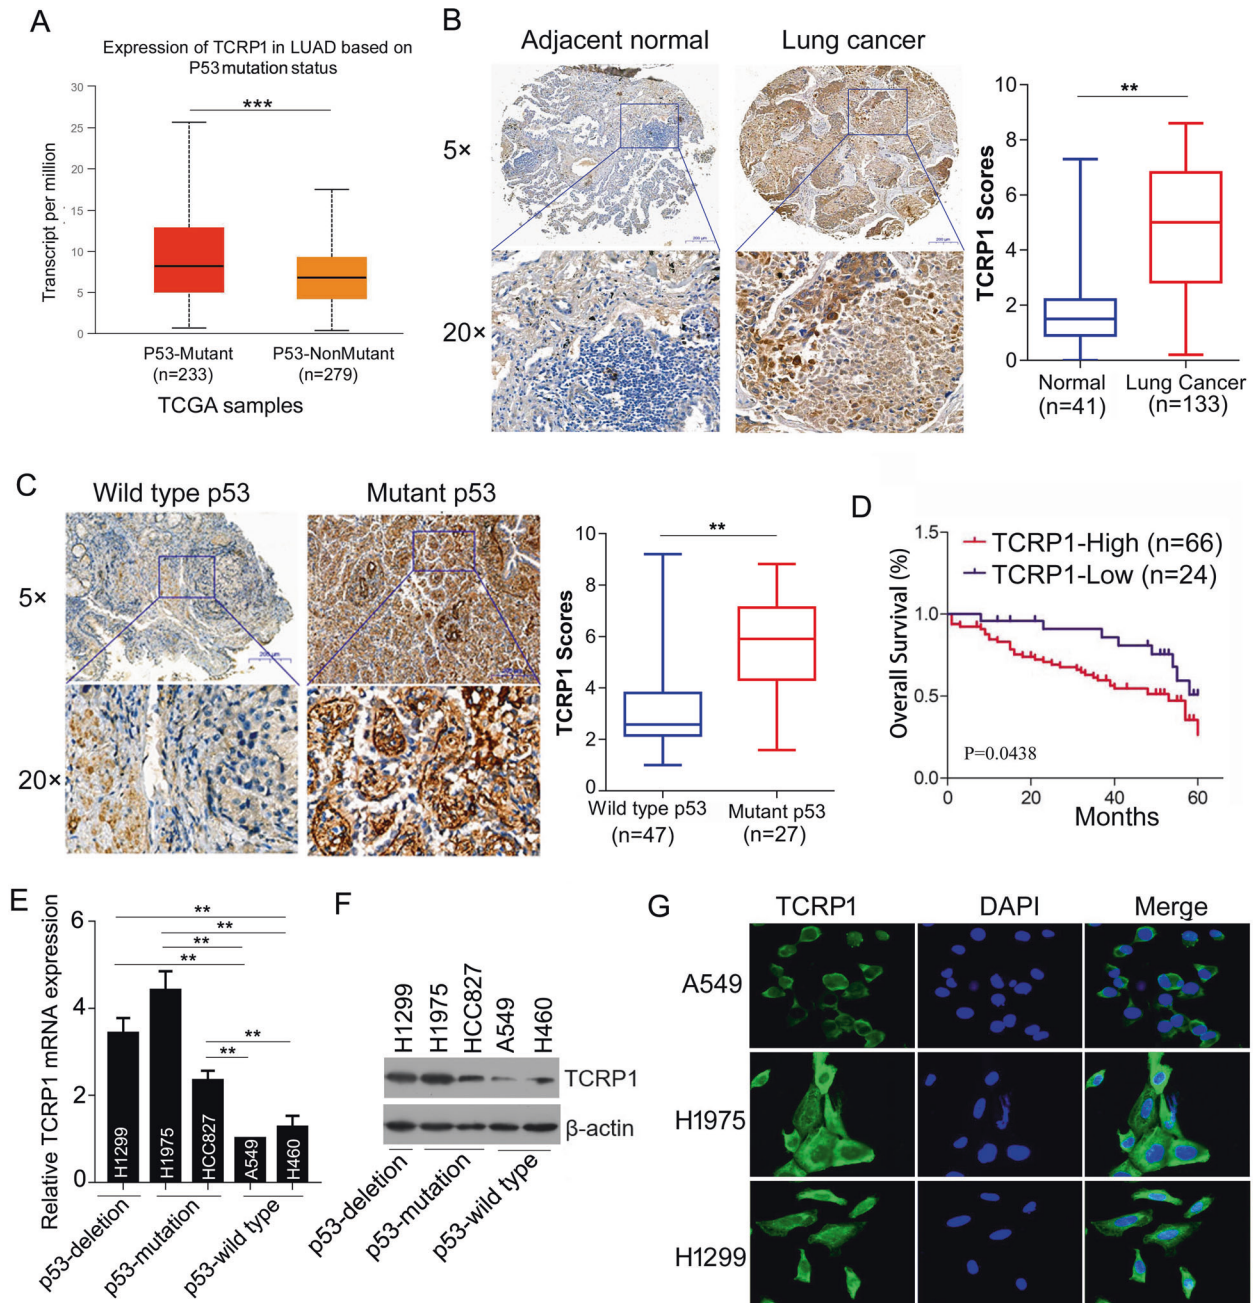 A
Expression of TCRP1 in LUAD based on
P53 mutation status
Transcript per million
30
25
20
15
10
5
0
***
P53-Mutant
(n=233)
P53-NonMutant
(n=279)
TCGA samples
B
Adjacent normal
Lung cancer
5×
20×
TCRP1 Scores
10
8
6
4
2
0
**
Normal
(n=41)
Lung Cancer
(n=133)
C
Wild type p53
Mutant p53
5×
20×
TCRP1 Scores
10
8
6
4
2
0
**
Wild type p53
(n=47)
Mutant p53
(n=27)
D
Overall Survival (%)
1.5
1.0
0.5
0.0
TCRP1-High (n=66)
TCRP1-Low (n=24)
P=0.0438
0
20
40
60
Months
E
Relative TCRP1 mRNA expression
6
4
2
0
**
**
**
**
**
**
H1299
H1975
HCC827
A549
H460
p53-deletion
p53-mutation
p53-wild type
F
H1299
H1975
HCC827
A549
H460
TCRP1
β-actin
p53-deletion
p53-mutation
p53-wild type
G
TCRP1
DAPI
Merge
A549
H1975
H1299